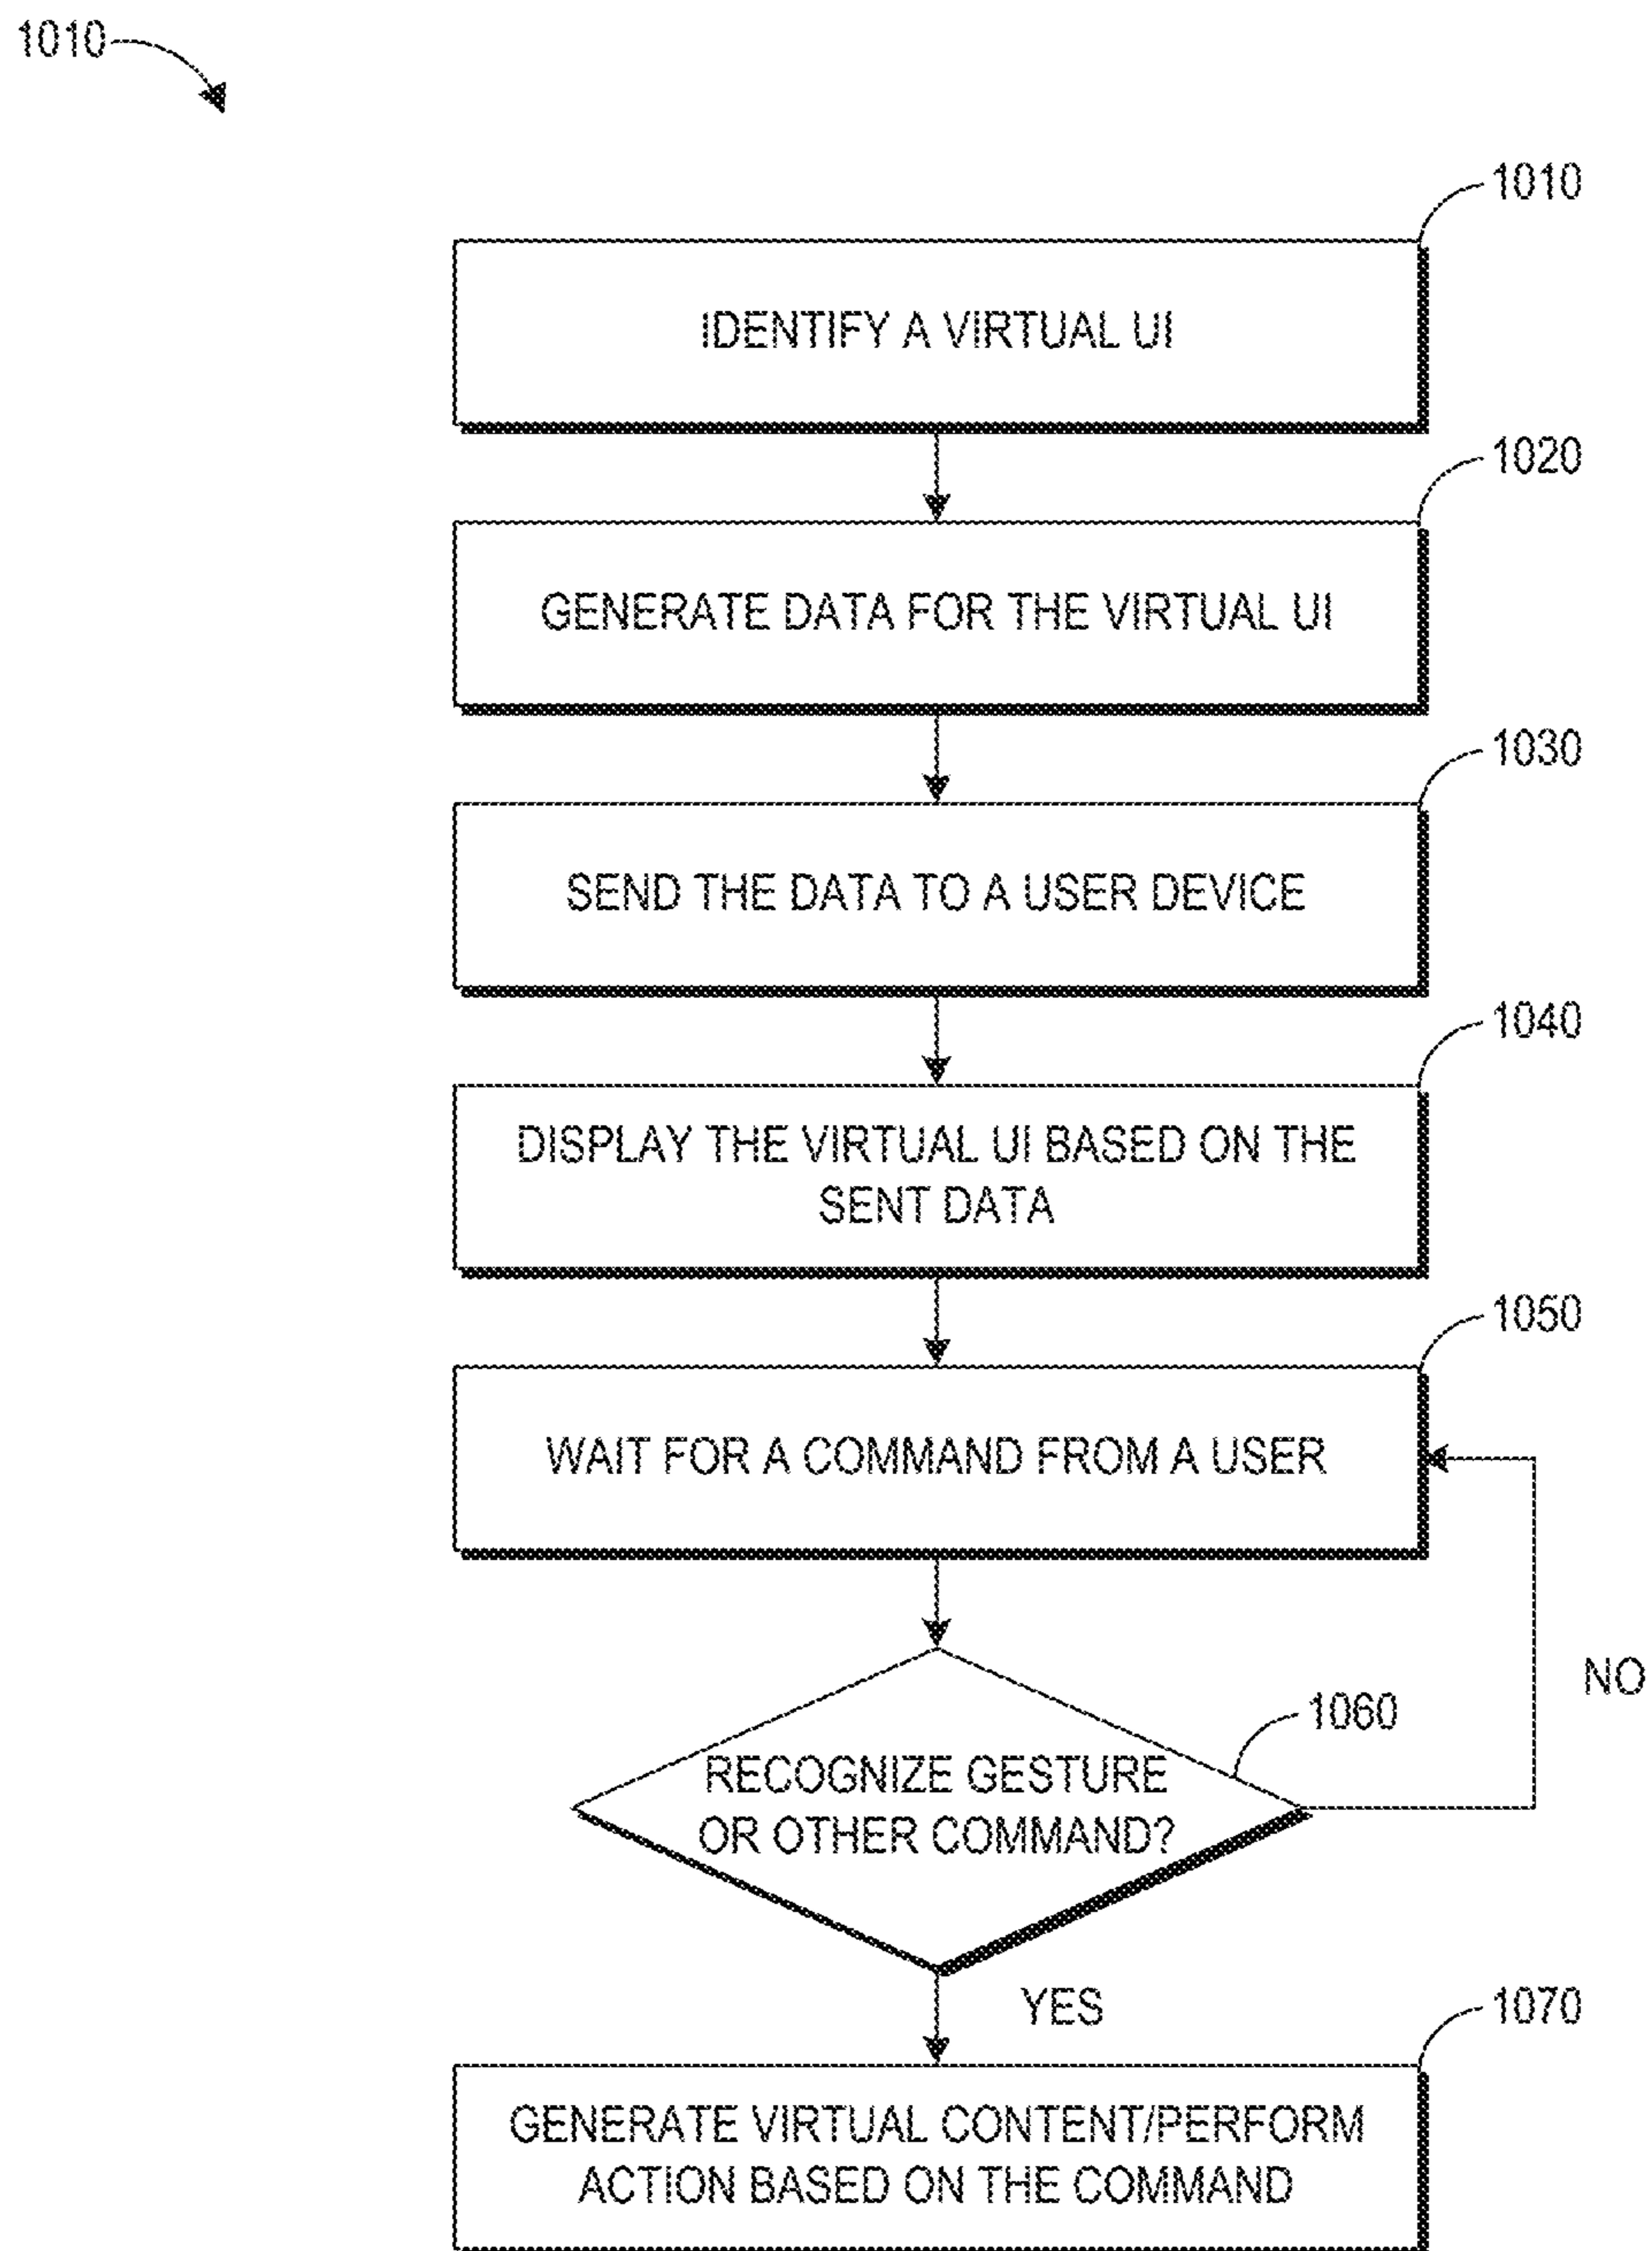 1010
1010
IDENTIFY A VIRTUAL UI
1020
GENERATE DATA FOR THE VIRTUAL UI
1030
SEND THE DATA TO A USER DEVICE
1040
DISPLAY THE VIRTUAL UI BASED ON THE
SENT DATA
1050
WAIT FOR A COMMAND FROM A USER
NO
1060
RECOGNIZE GESTURE
OR OTHER COMMAND?
YES
1070
GENERATE VIRTUAL CONTENT/PERFORM
ACTION BASED ON THE COMMAND